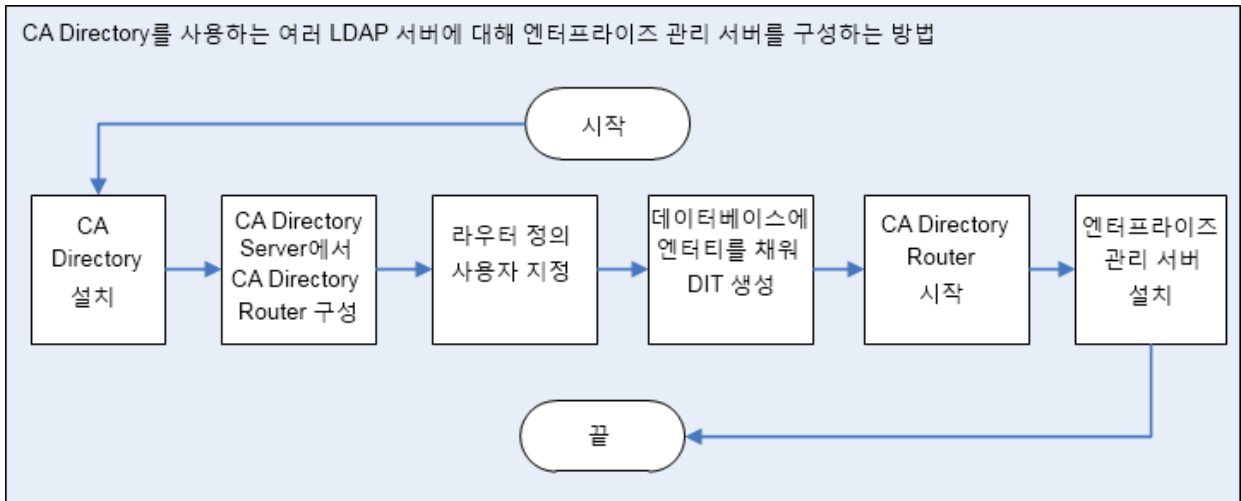 CA Directory를 사용하는 여러 LDAP 서버에 대해 엔터프라이즈 관리 서버를 구성하는 방법
시작
CA
Directory
설치
CA Directory
Server에서
CA Directory
Router 구성
라우터 정의
사용자 지정
데이터베이스에
엔터티를 채워
DIT 생성
CA Directory
Router
시작
엔터프라이즈
관리 서버
설치
끝